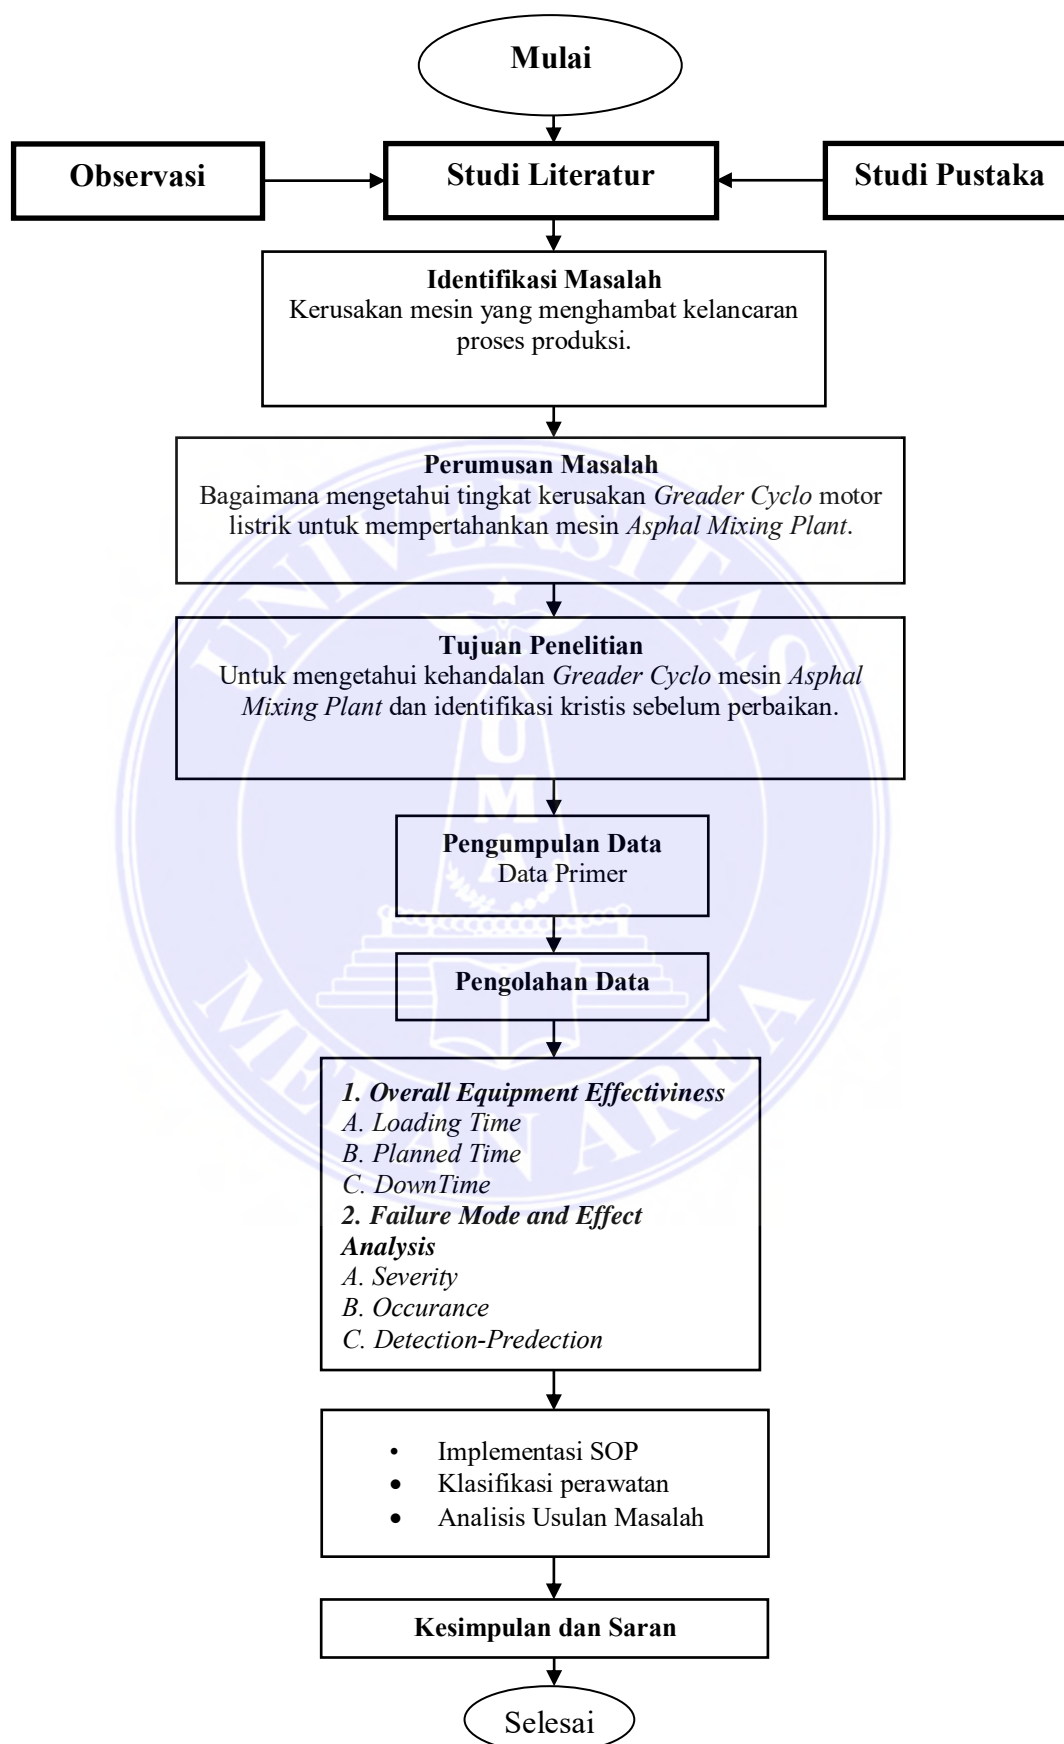 Mulai
Observasi
Studi Literatur
Studi Pustaka
Identifikasi Masalah
Kerusakan mesin yang menghambat kelancaran
proses produksi.
Perumusan Masalah
Bagaimana mengetahui tingkat kerusakan Greader Cyclo motor
listrik untuk mempertahankan mesin Asphal Mixing Plant.
Tujuan Penelitian
Untuk mengetahui kehandalan Greader Cyclo mesin Asphal
Mixing Plant dan identifikasi kristis sebelum perbaikan.
Pengumpulan Data
Data Primer
Pengolahan Data
1. Overall Equipment Effectiviness
A. Loading Time
B. Planned Time
C. DownTime
2. Failure Mode and Effect
Analysis
A. Severity
B. Occurance
C. Detection-Predection
• Implementasi SOP
• Klasifikasi perawatan
• Analisis Usulan Masalah
Kesimpulan dan Saran
Selesai
UNIVERSITAS
MEDAN AREA
U
M
A